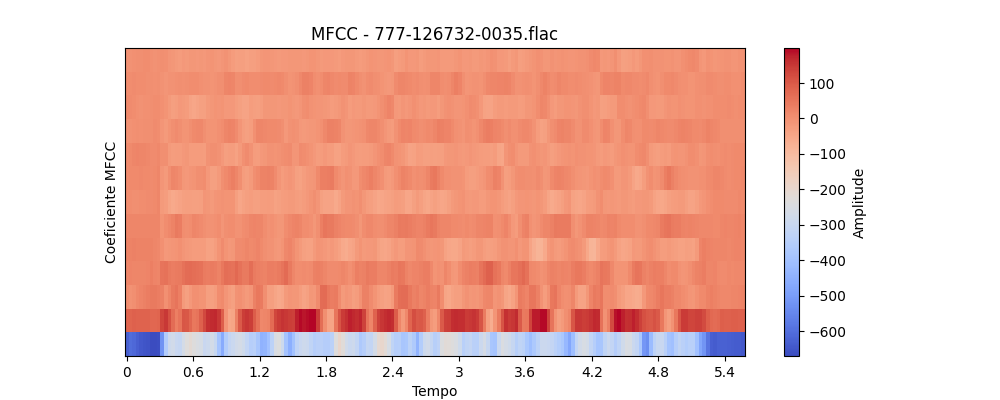 MFCC - 777-126732-0035.flac
Coeficiente MFCC
0 0.6 1.2 1.8 2.4 3 3.6 4.2 4.8 5.4
Tempo
100
0
−100
−200
−300
−400
−500
−600
Amplitude